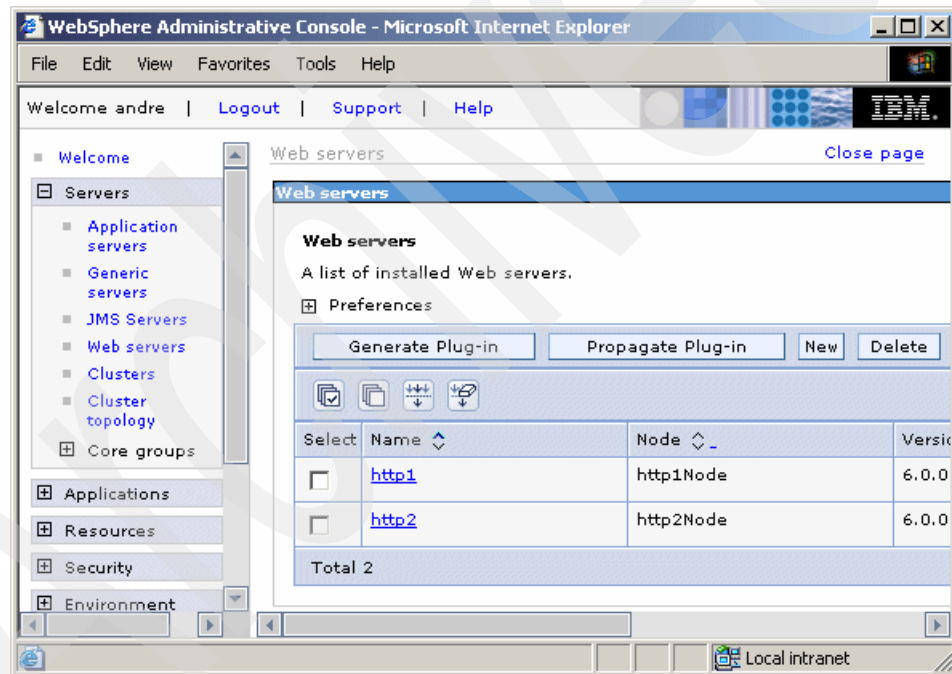 WebSphere Administrative Console - Microsoft Internet Explorer
File Edit View Favorites Tools Help
Welcome andre | Logout | Support | Help
IBM.
Welcome
Servers
Application
servers
Generic
servers
JMS Servers
Web servers
Clusters
Cluster
topology
Core groups
Applications
Resources
Security
Environment
Web servers Close page
Web servers
Web servers
A list of installed Web servers.
Preferences
Generate Plug-in Propagate Plug-in New Delete
Select Name Node Versio
http1 http1Node 6.0.0
http2 http2Node 6.0.0
Total 2
Local intranet